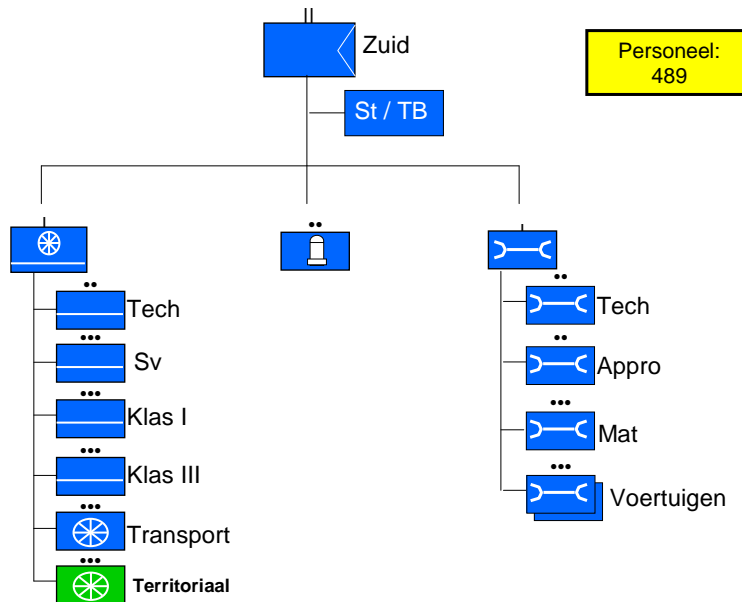 Zuid
Personeel:
489
St / TB
Tech
Sv
Klas I
Klas III
Transport
Territoriaal
Tech
Appro
Mat
Voertuigen